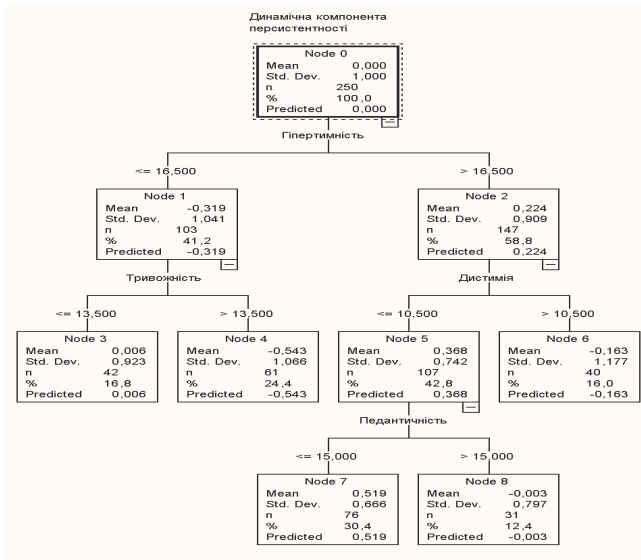 Динамічна компонента
персистентності
Node 0
Mean 0,000
Std. Dev. 1,000
n 250
% 100,0
Predicted 0,000
Гіпертимність
<= 16,500
> 16,500
Node 1
Mean -0,319
Std. Dev. 1,041
n 103
% 41,2
Predicted -0,319
Node 2
Mean 0,224
Std. Dev. 0,909
n 147
% 58,8
Predicted 0,224
Тривожність
Дистимія
<= 13,500
> 13,500
<= 10,500
> 10,500
Node 3
Mean 0,006
Std. Dev. 0,923
n 42
% 16,8
Predicted 0,006
Node 4
Mean -0,543
Std. Dev. 1,066
n 61
% 24,4
Predicted -0,543
Node 5
Mean 0,368
Std. Dev. 0,742
n 107
% 42,8
Predicted 0,368
Node 6
Mean -0,163
Std. Dev. 1,177
n 40
% 16,0
Predicted -0,163
Педантичність
<= 15,000
> 15,000
Node 7
Mean 0,519
Std. Dev. 0,666
n 76
% 30,4
Predicted 0,519
Node 8
Mean -0,003
Std. Dev. 0,797
n 31
% 12,4
Predicted -0,003